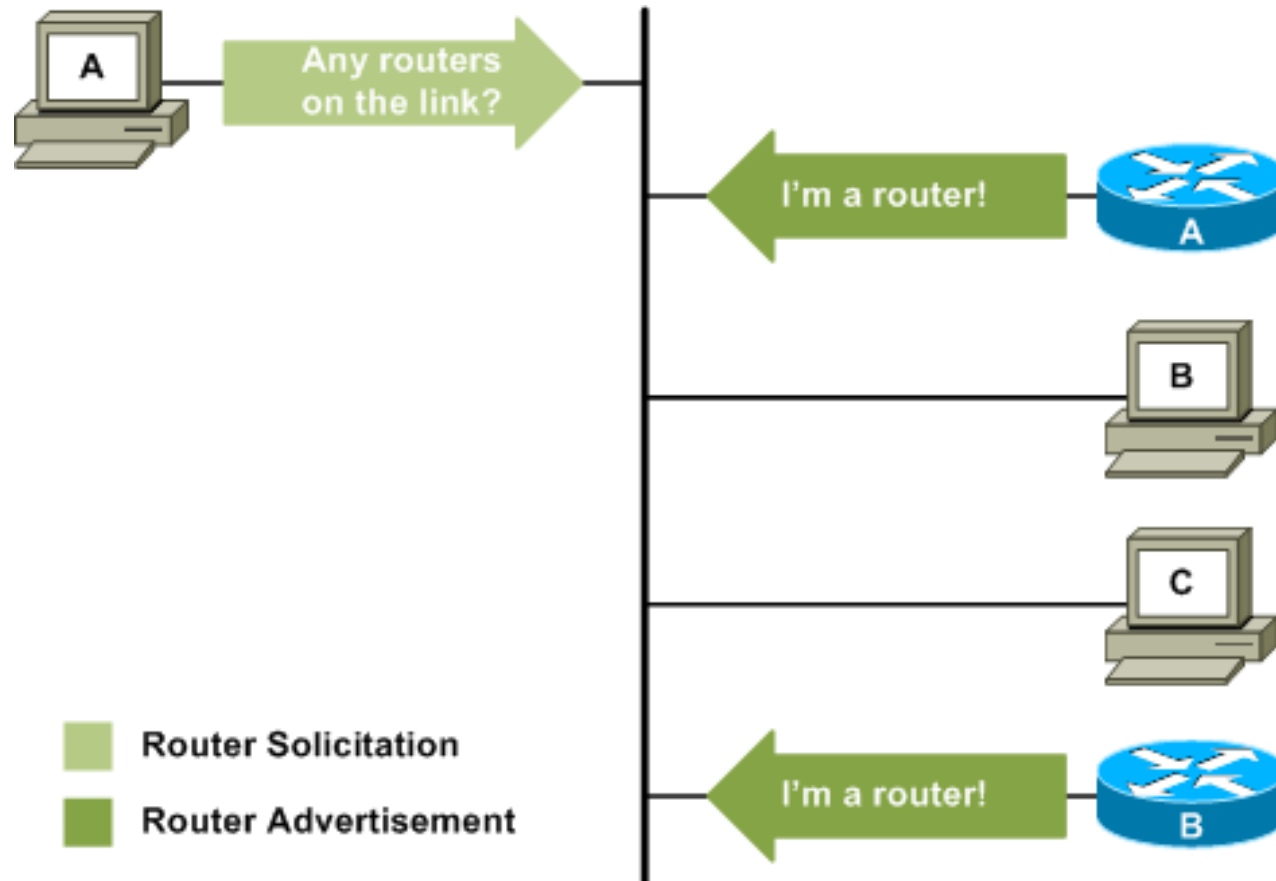 A
Any routers
on the link?
I'm a router!
A
B
C
Router Solicitation
I'm a router!
Router Advertisement
B